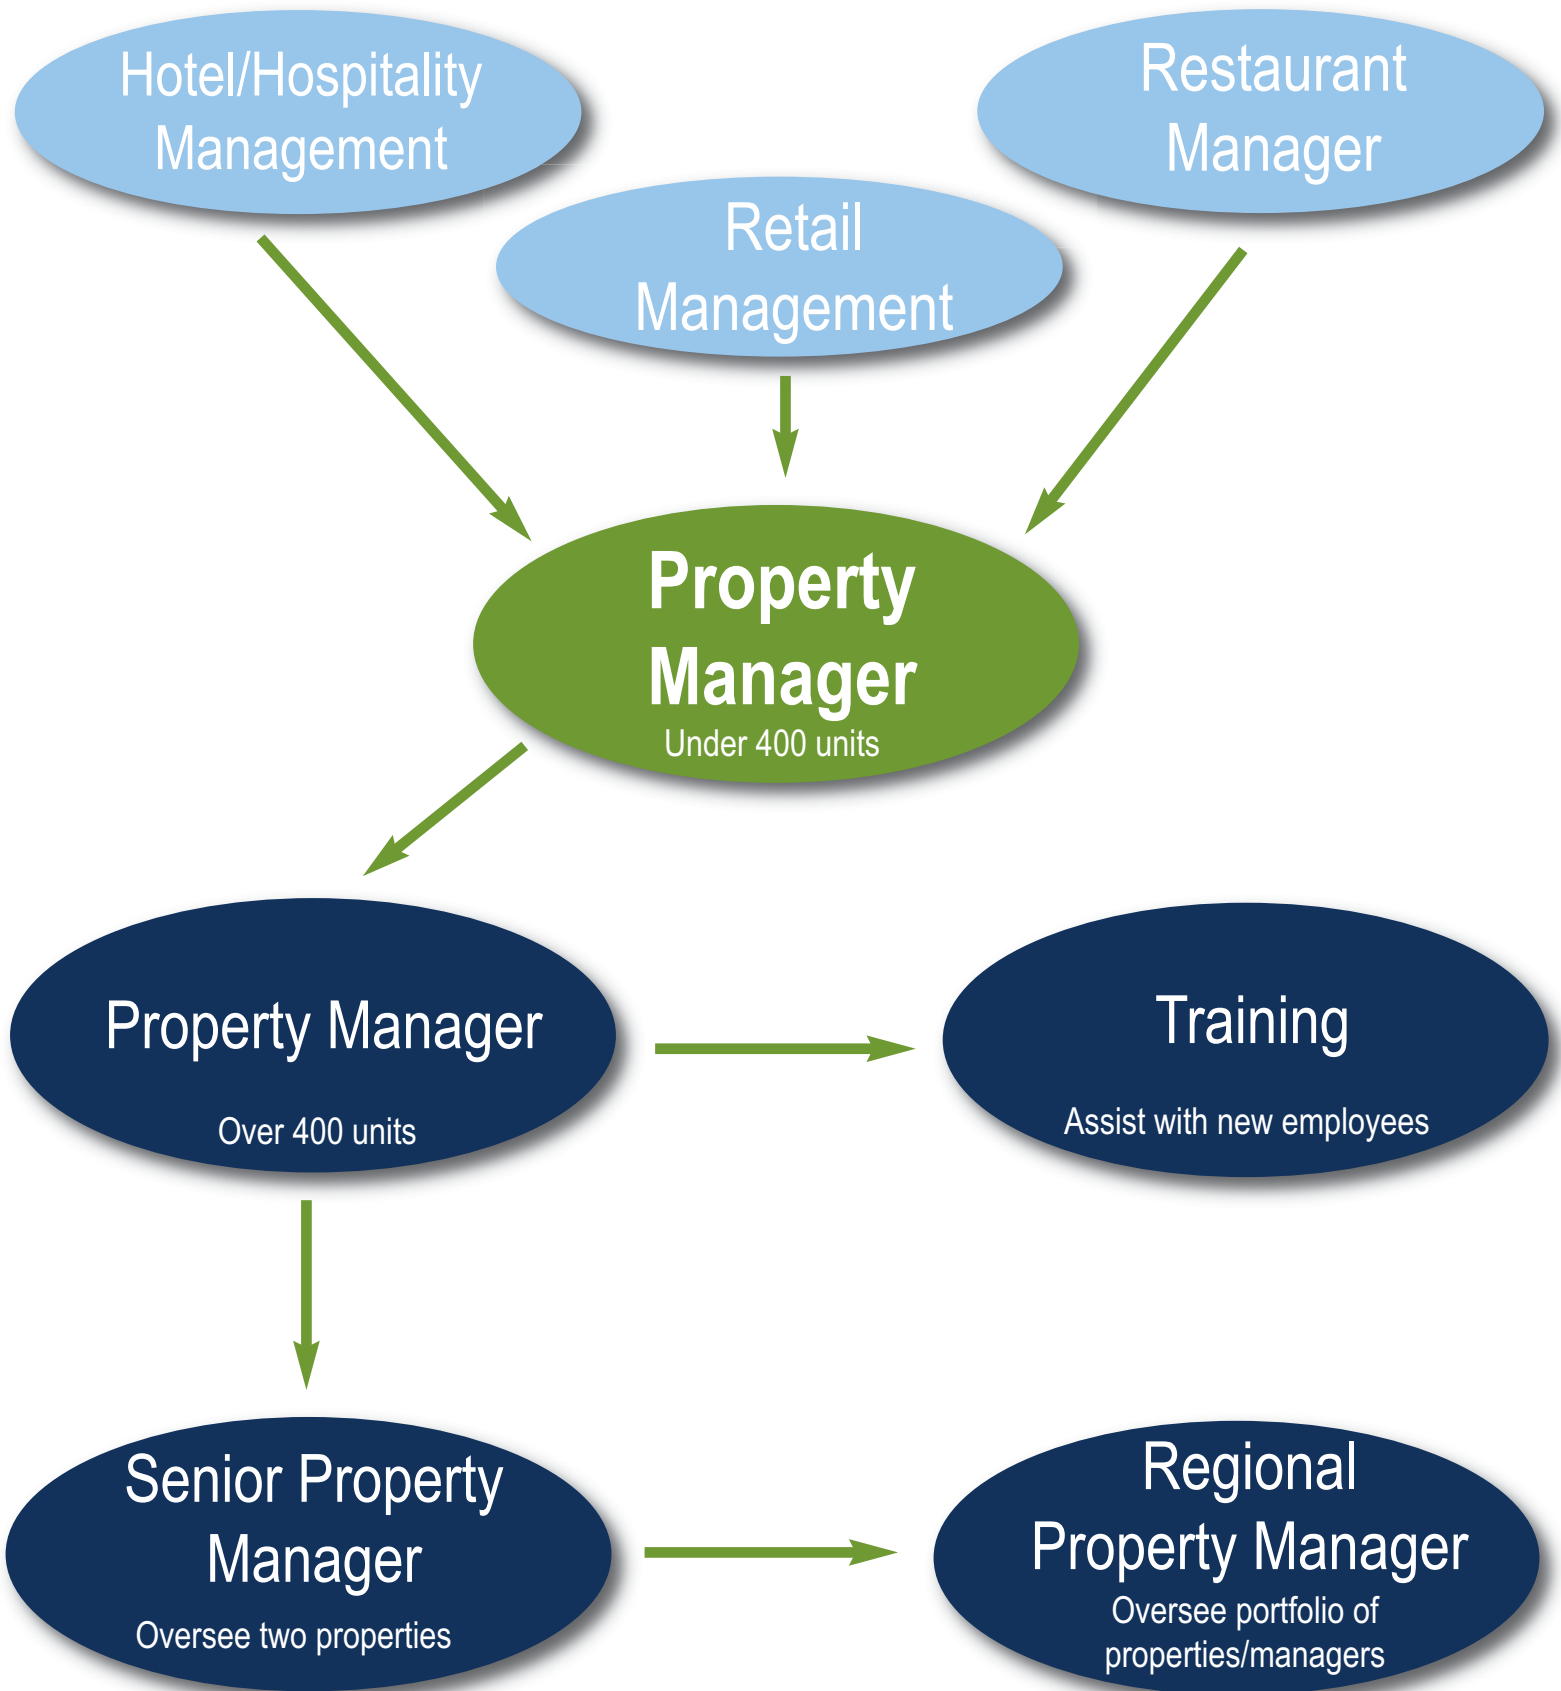 Hotel/Hospitality
Management
Restaurant
Manager
Retail
Management
Property
Manager
Under 400 units
Property Manager
Over 400 units
Training
Assist with new employees
Senior Property
Manager
Oversee two properties
Regional
Property Manager
Oversee portfolio of
properties/managers